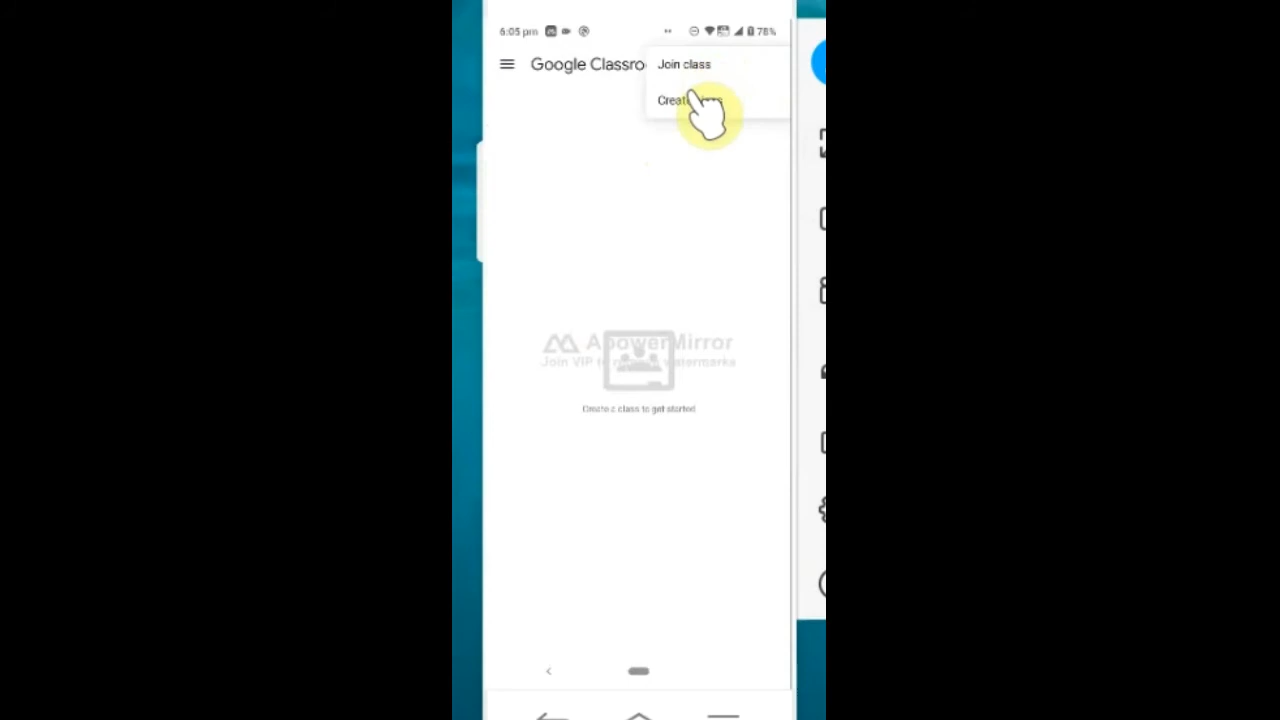 6:05 pm
78%
Google Classro
Join class
Create
ApowerMirror
Join VIP to watermarks
Create a class to get started